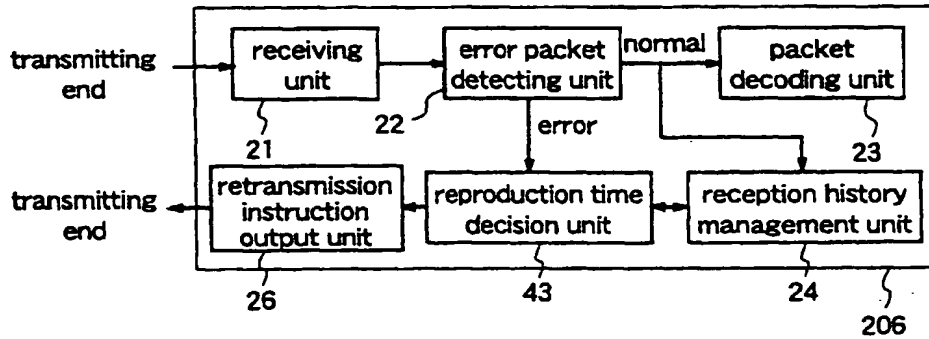 transmitting
end
receiving
unit
21
error packet
detecting unit
22
normal
packet
decoding unit
23
error
transmitting
end
retransmission
instruction
output unit
26
reproduction time
decision unit
43
reception history
management unit
24
206